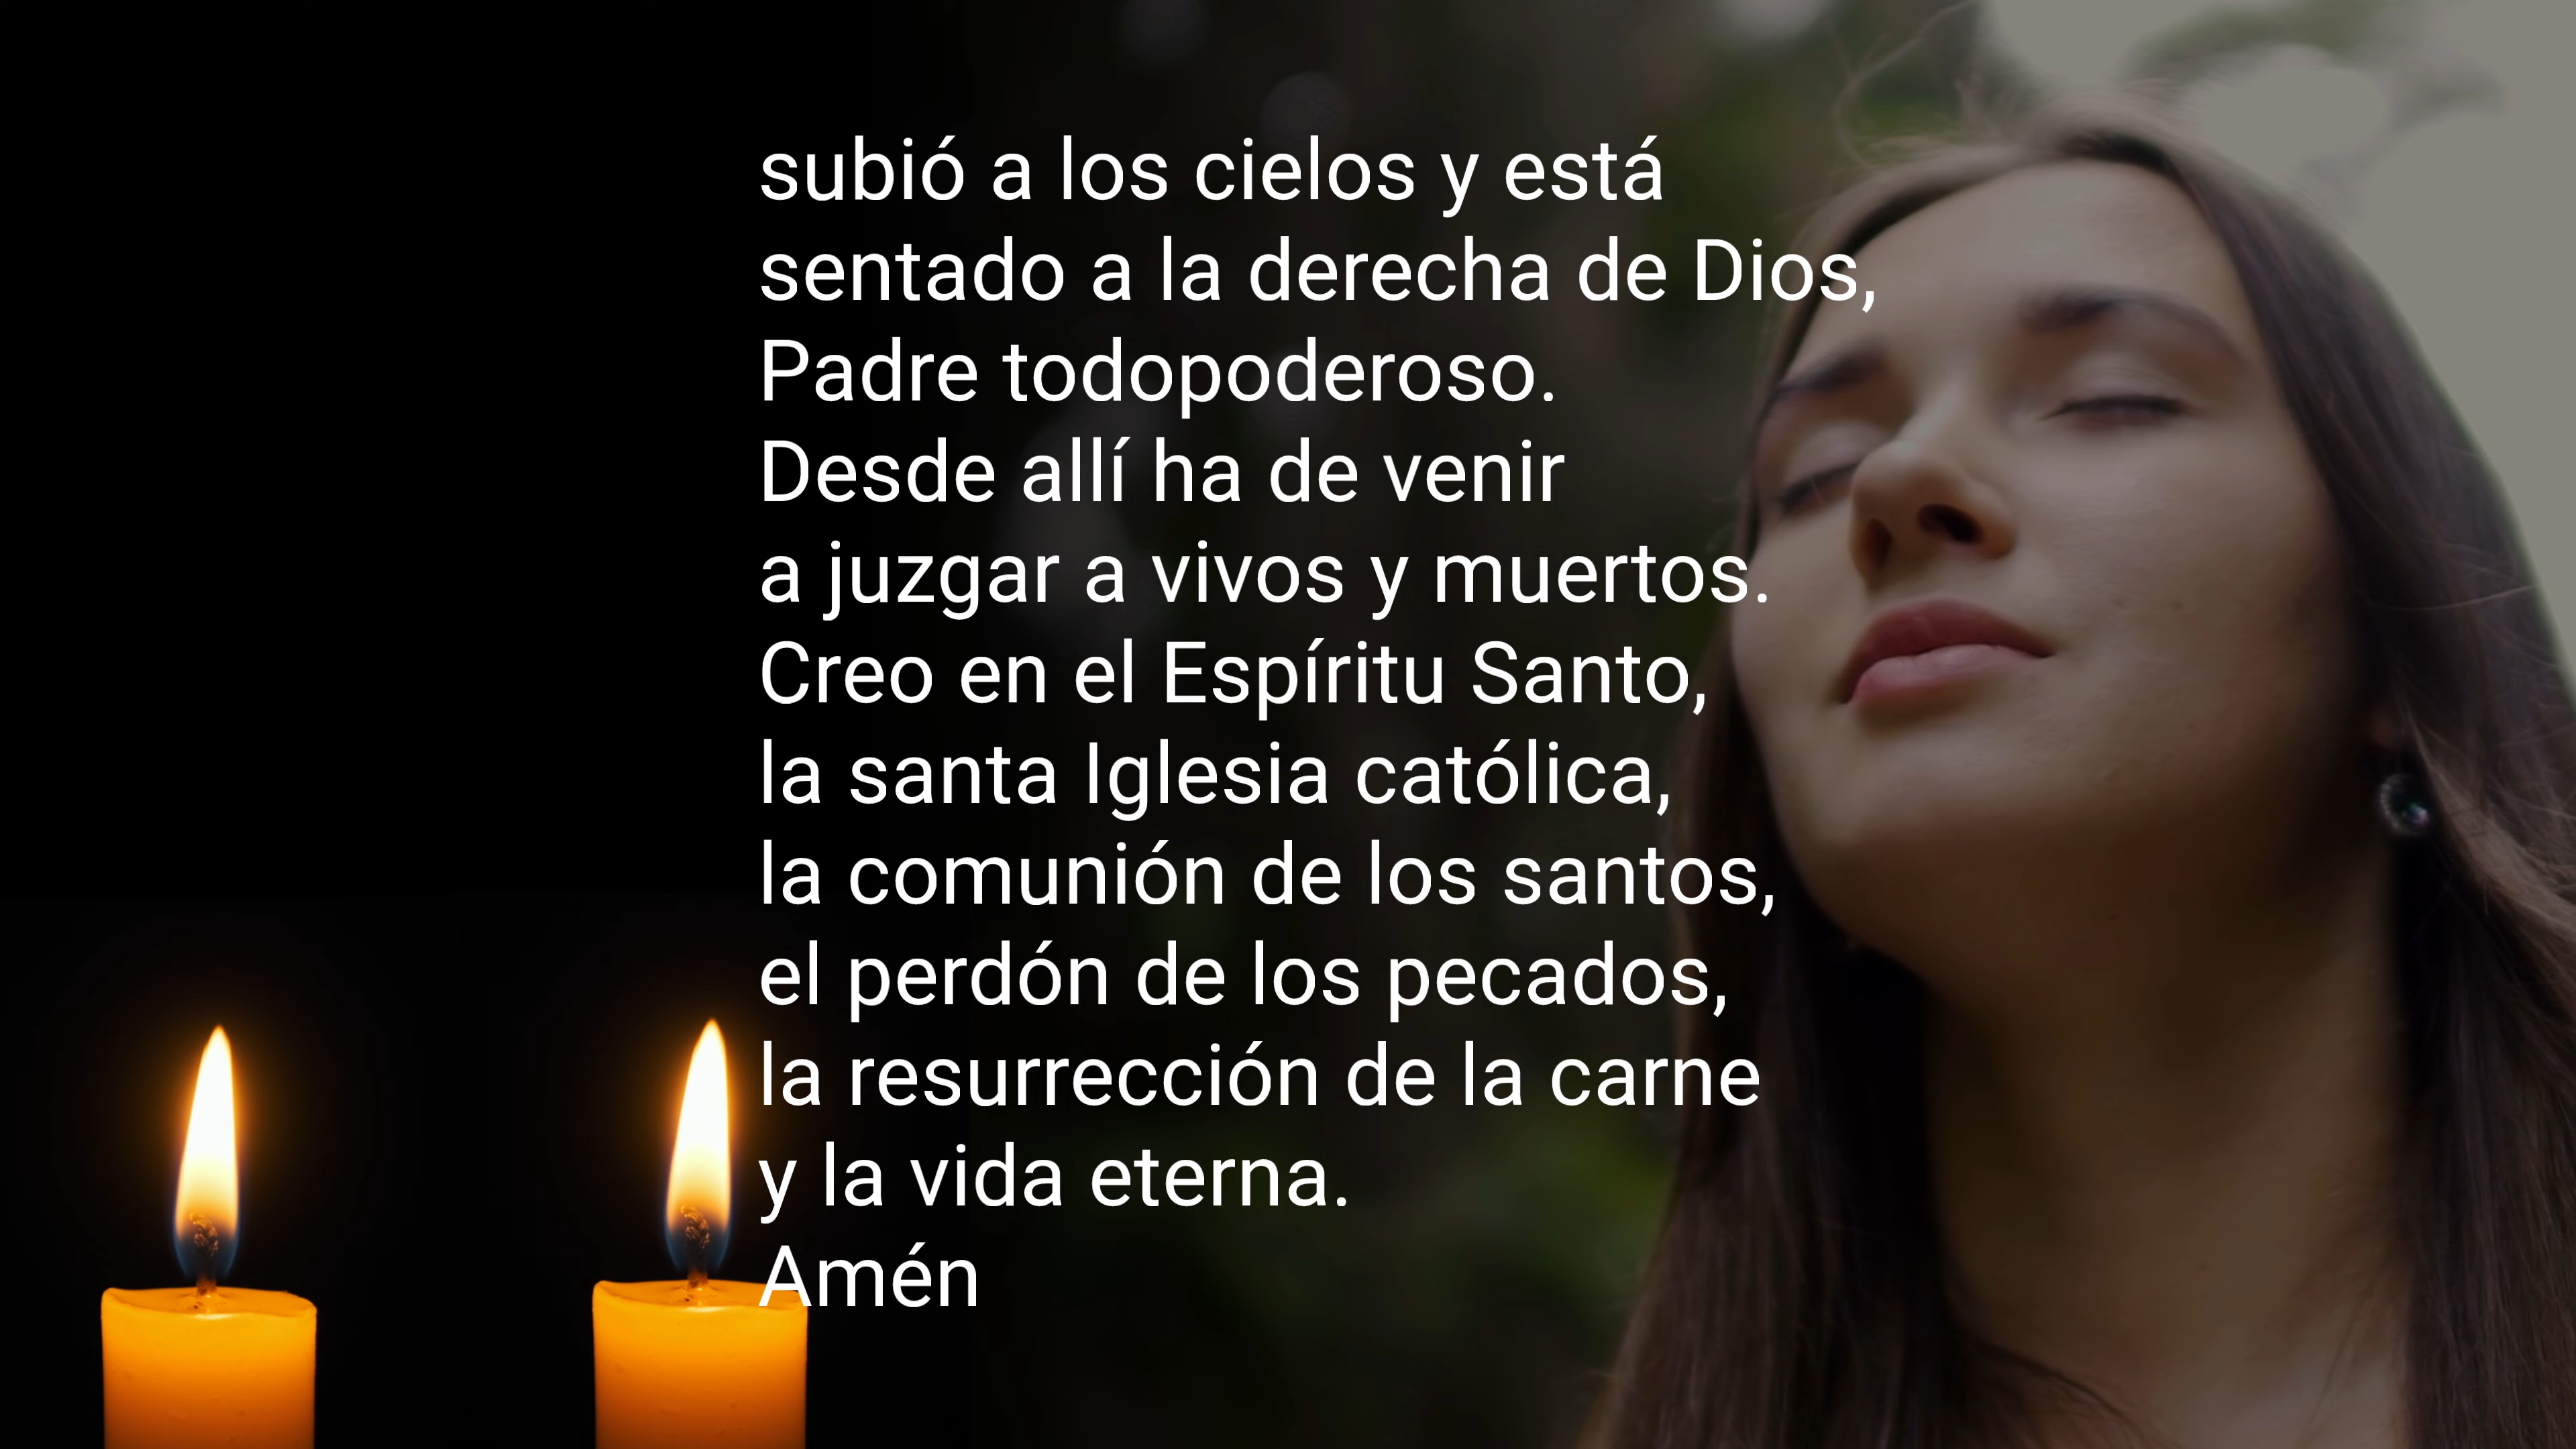 subió a los cielos y está
sentado a la derecha de Dios,
Padre todopoderoso.
Desde allí ha de venir
a juzgar a vivos y muertos.
Creo en el Espíritu Santo,
la santa Iglesia católica,
la comunión de los santos,
el perdón de los pecados,
la resurrección de la carne
y la vida eterna.
Amén